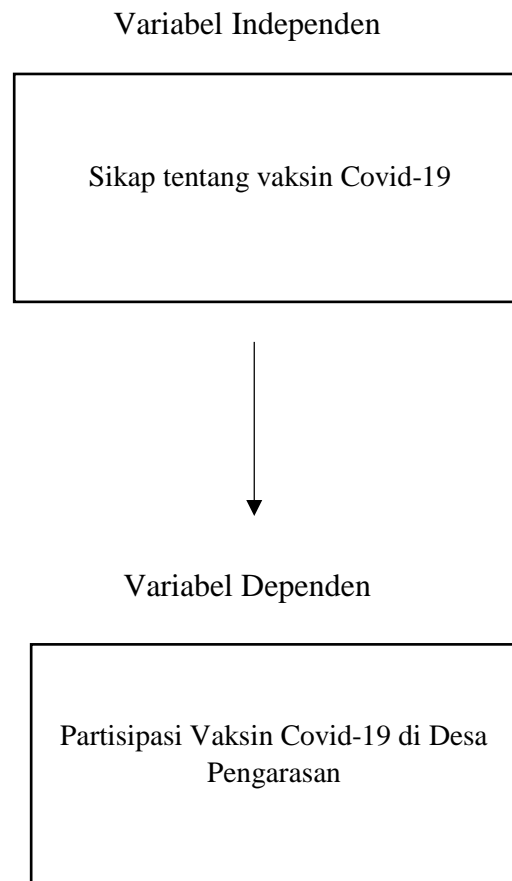 Variabel Independen
Sikap tentang vaksin Covid-19
Variabel Dependen
Partisipasi Vaksin Covid-19 di Desa
Pengarasan